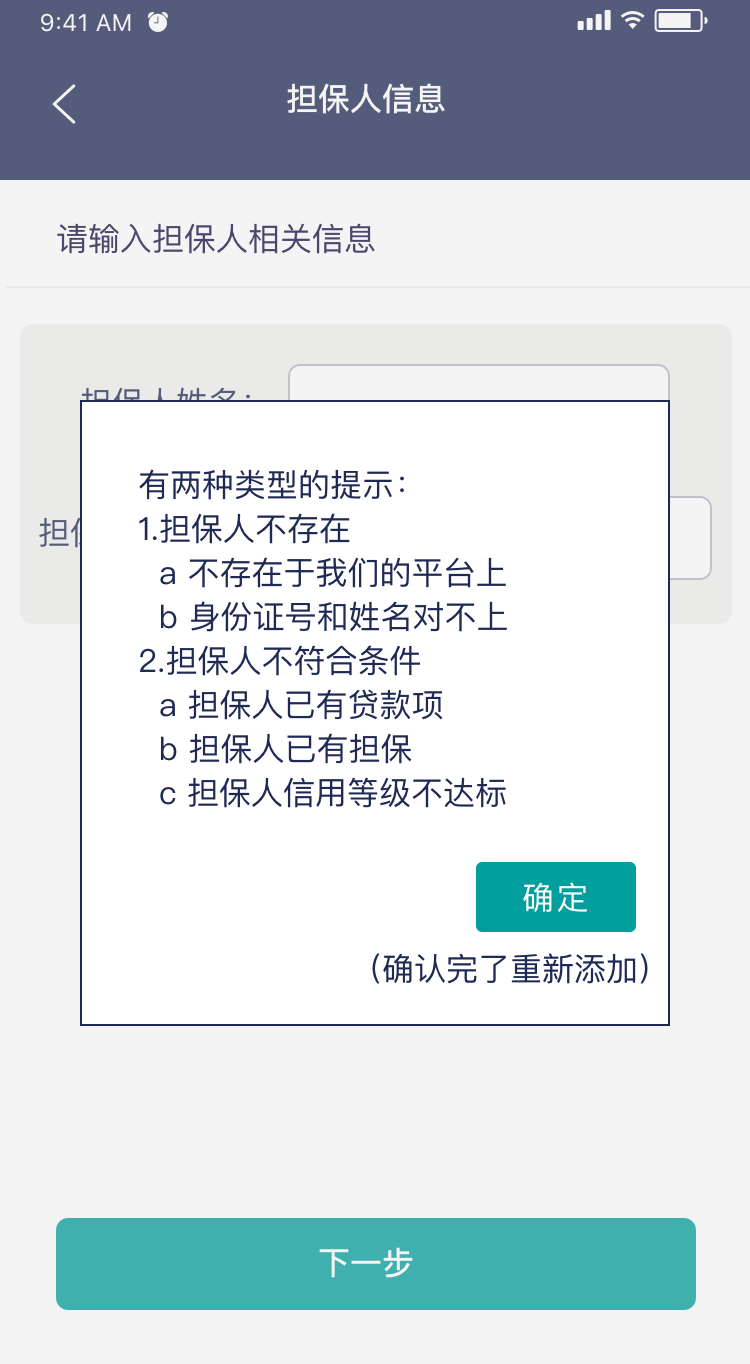 9:41 AM
担保人信息
请输入担保人相关信息
担保人姓名：
担保
有两种类型的提示：
1.担保人不存在
a 不存在于我们的平台上
b 身份证号和姓名对不上
2.担保人不符合条件
a 担保人已有贷款项
b 担保人已有担保
c 担保人信用等级不达标
确定
（确认完了重新添加）
下一步